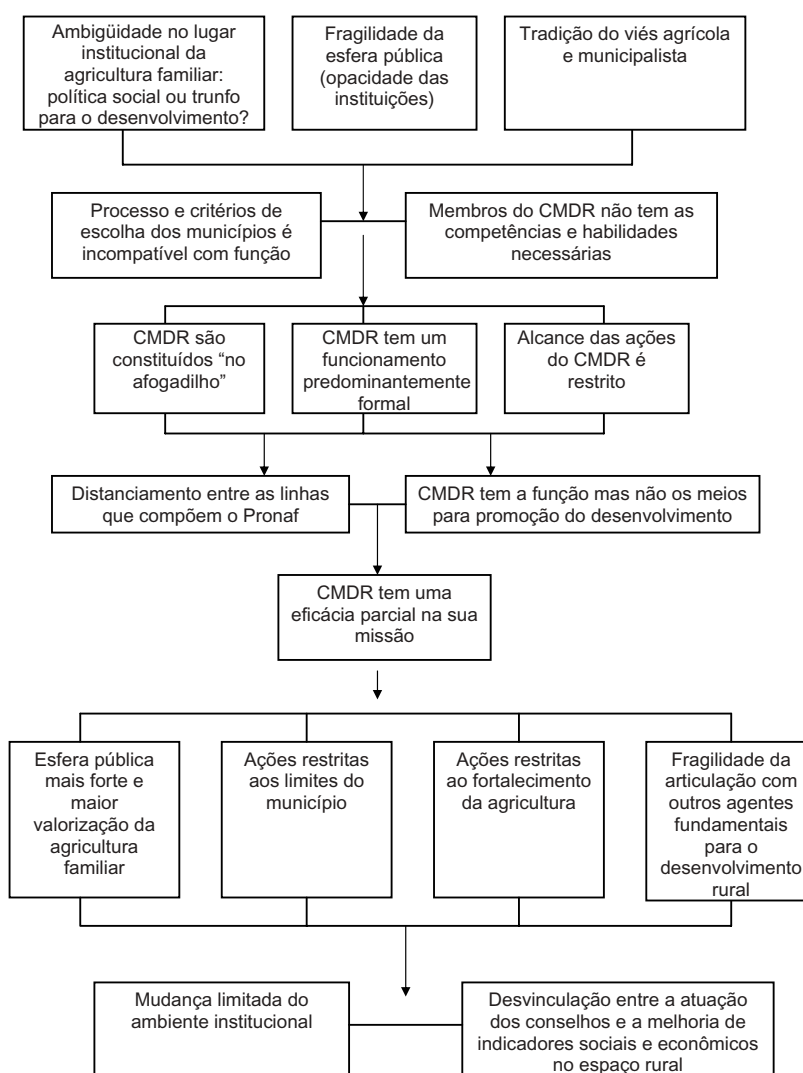 Ambigüidade no lugar
institucional da
agricultura familiar:
política social ou trunfo
para o desenvolvimento?
Fragilidade da
esfera pública
(opacidade das
instituições)
Tradição do viés agrícola
e municipalista
Processo e critérios de
escolha dos municípios é
incompatível com função
Membros do CMDR não tem as
competências e habilidades
necessárias
CMDR são
constituídos “no
afogadilho”
CMDR tem um
funcionamento
predominantemente
formal
Alcance das ações
do CMDR é
restrito
Distanciamento entre as linhas
que compõem o Pronaf
CMDR tem a função mas não os meios
para promoção do desenvolvimento
CMDR tem uma
eficácia parcial na sua
missão
Esfera pública
mais forte e
maior
valorização da
agricultura
familiar
Ações restritas
aos limites do
município
Ações restritas
ao fortalecimento
da agricultura
Fragilidade da
articulação com
outros agentes
fundamentais
para o
desenvolvimento
rural
Mudança limitada do
ambiente institucional
Desvinculação entre a atuação
dos conselhos e a melhoria de
indicadores sociais e econômicos
no espaço rural